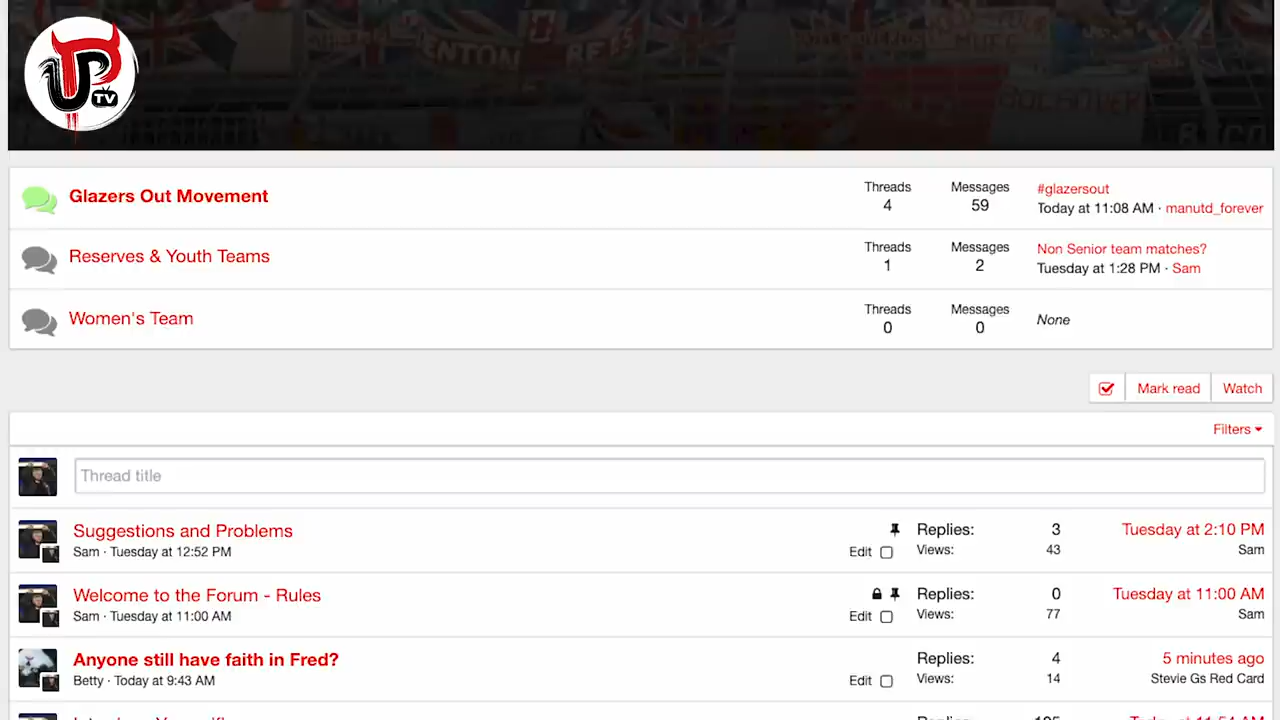 UP
TV
Glazers Out Movement
Threads
4
Messages
59
#glazersout
Today at 11:08 AM · manutd_forever
Reserves & Youth Teams
Threads
1
Messages
2
Non Senior team matches?
Tuesday at 1:28 PM · Sam
Women's Team
Threads
0
Messages
0
None
Mark read
Watch
Filters
Thread title
Suggestions and Problems
Sam · Tuesday at 12:52 PM
Edit
Replies: 3
Views: 43
Tuesday at 2:10 PM
Sam
Welcome to the Forum - Rules
Sam · Tuesday at 11:00 AM
Edit
Replies: 0
Views: 77
Tuesday at 11:00 AM
Sam
Anyone still have faith in Fred?
Betty · Today at 9:43 AM
Edit
Replies: 4
Views: 14
5 minutes ago
Stevie Gs Red Card